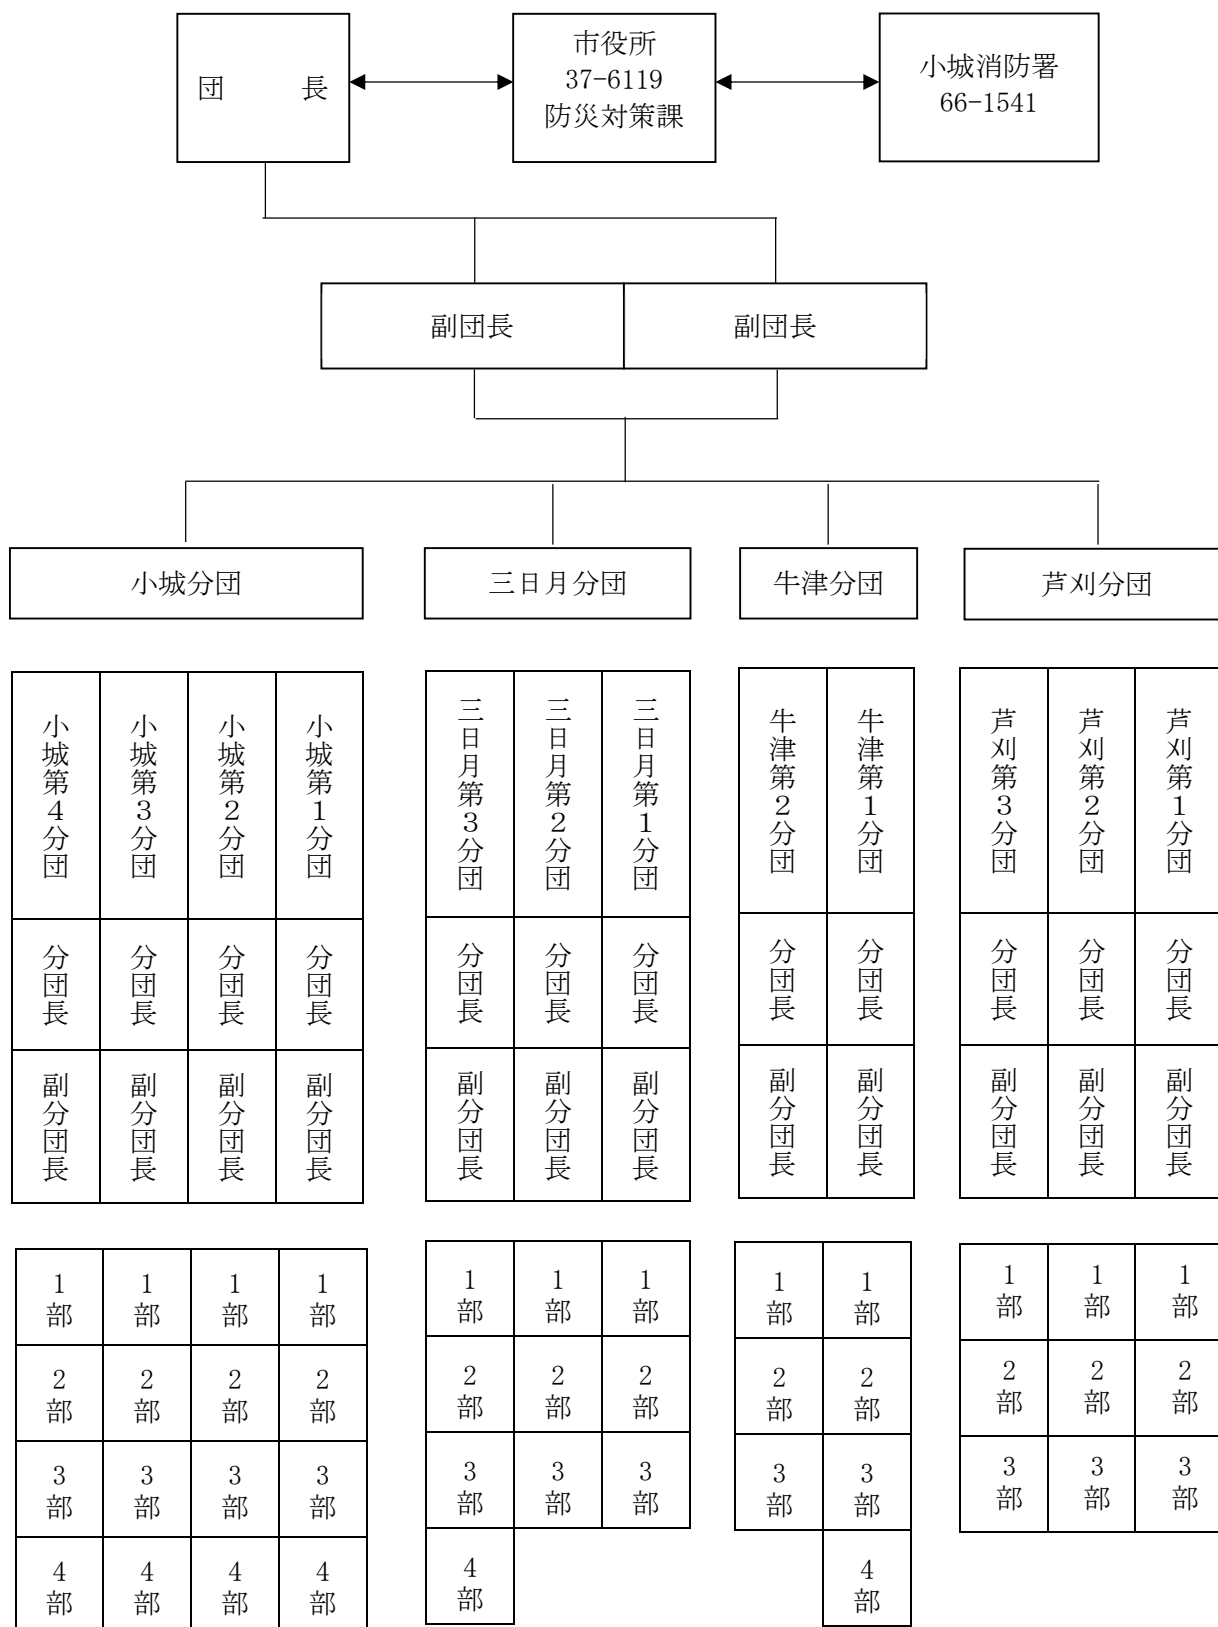 団　　長
市役所
37-6119
防災対策課
小城消防署
66-1541
副団長
副団長
小城分団
三日月分団
牛津分団
芦刈分団
小城第4分団
小城第3分団
小城第2分団
小城第1分団
三日月第3分団
三日月第2分団
三日月第1分団
牛津第2分団
牛津第1分団
芦刈第3分団
芦刈第2分団
芦刈第1分団
分団長
分団長
分団長
分団長
分団長
分団長
分団長
分団長
分団長
分団長
分団長
分団長
副分団長
副分団長
副分団長
副分団長
副分団長
副分団長
副分団長
副分団長
副分団長
副分団長
副分団長
副分団長
1部
1部
1部
1部
1部
1部
1部
1部
1部
1部
1部
1部
2部
2部
2部
2部
2部
2部
2部
2部
2部
2部
2部
2部
3部
3部
3部
3部
3部
3部
3部
3部
3部
3部
3部
3部
4部
4部
4部
4部
4部
4部